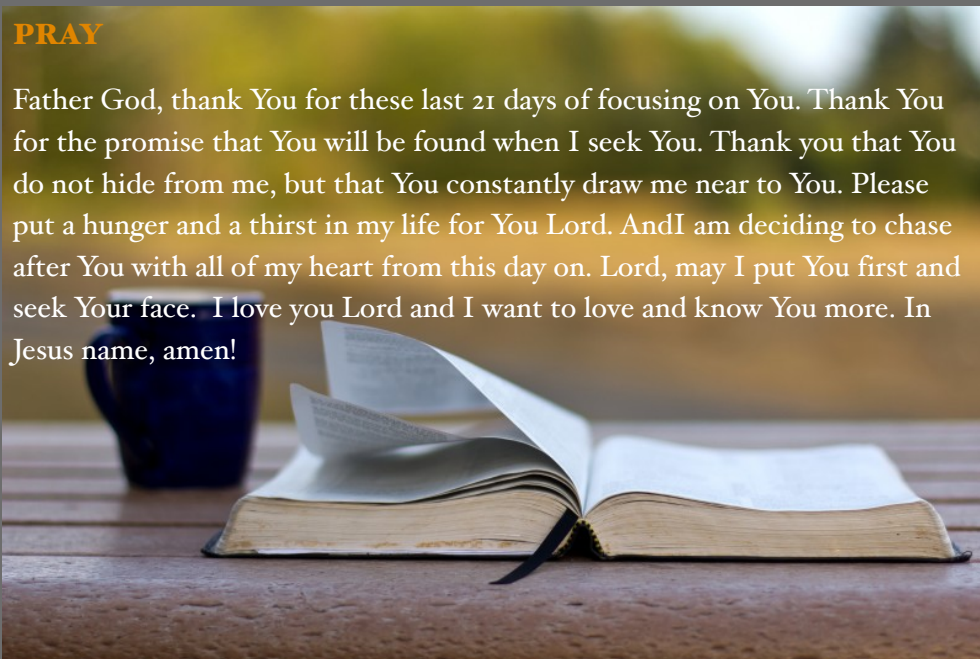 PRAY
Father God, thank You for these last 21 days of focusing on You. Thank You
for the promise that You will be found when I seek You. Thank you that You
do not hide from me, but that You constantly draw me near to You. Please
put a hunger and a thirst in my life for You Lord. AndI am deciding to chase
after You with all of my heart from this day on. Lord, may I put You first and
seek Your face.  I love you Lord and I want to love and know You more. In
Jesus name, amen!